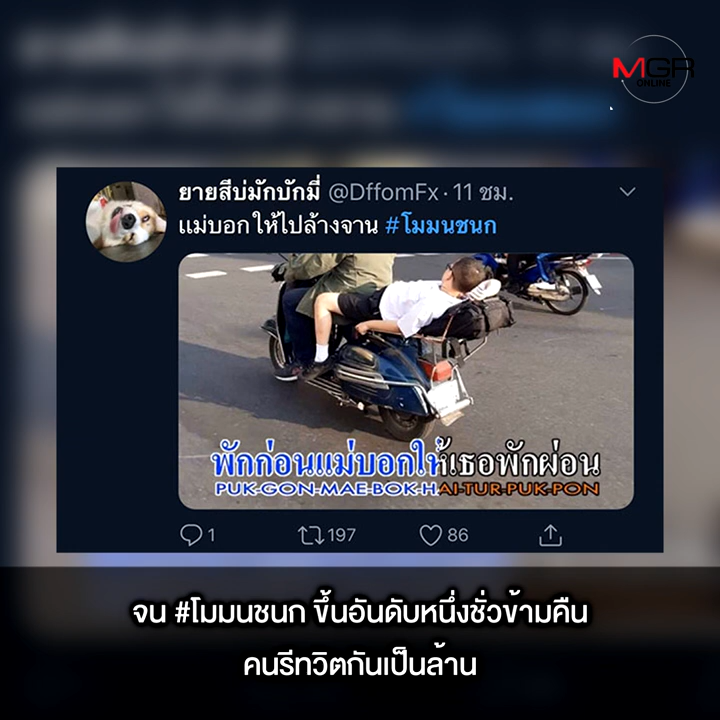 MGR
ONLINE
ยายสีบ่มักบักมี่ @DffomFx · 11 ชม.
แม่บอกให้ไปล้างจาน #โมมนชนก
พักก่อนแม่บอกให้เธอพักผ่อน
PUK-GON-MAE-BOK-HAI-TUR-PUK-PON
1 197 86
จน #โมมนชนก ขึ้นอันดับหนึ่งชั่วข้ามคืน
คนรีทวิตกันเป็นล้าน